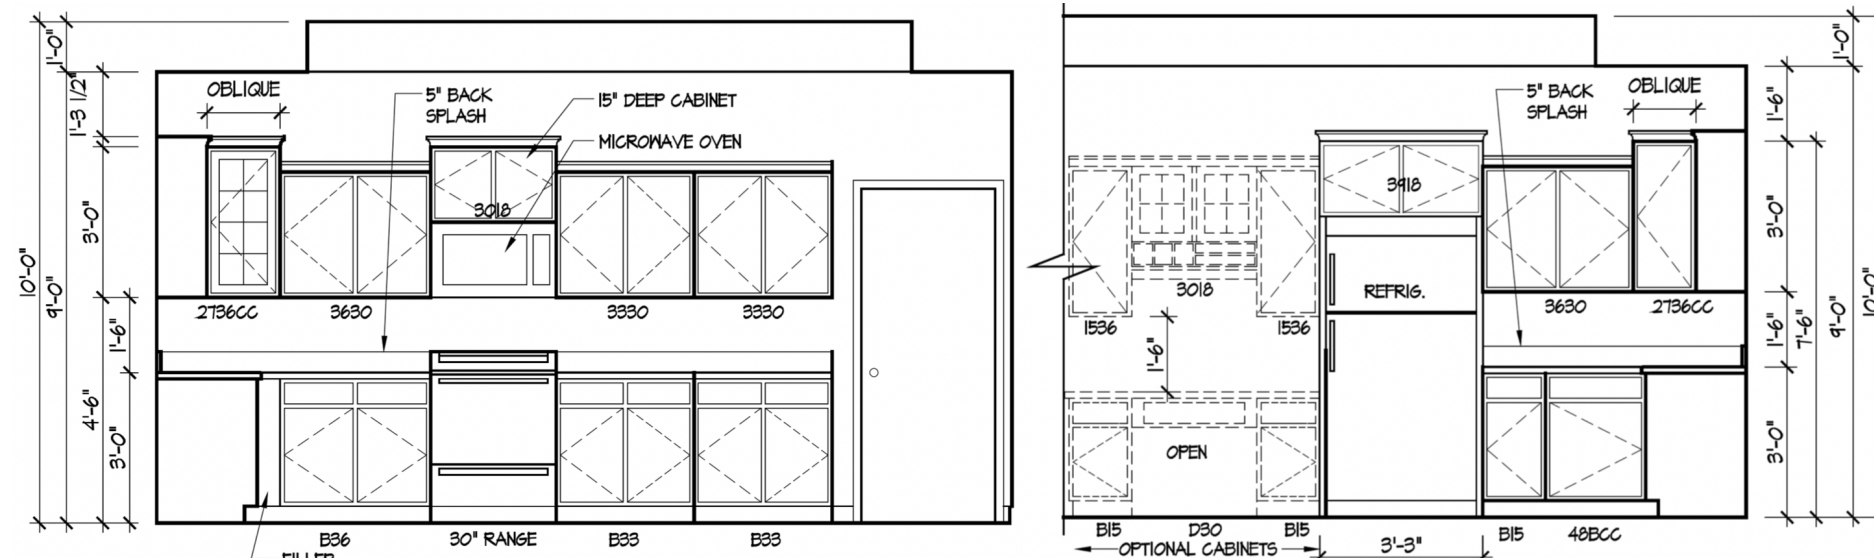 1'-0"
10'-0"
9'-0"
1'-3 1/2"
3'-0"
1'-6"
4'-6"
3'-0"
OBLIQUE
5" BACK
SPLASH
15" DEEP CABINET
MICROWAVE OVEN
3018
2736CC
3630
3330
3330
B36
30" RANGE
B33
B33
FILLER
3018
1536
1536
1'-6"
OPEN
B15
D30
B15
OPTIONAL CABINETS
3'-3"
3918
REFRIG.
5" BACK
SPLASH
OBLIQUE
3630
2736CC
B15
48BCC
1'-0"
1'-6"
3'-0"
1'-6"
3'-0"
7'-6"
9'-0"
10'-0"